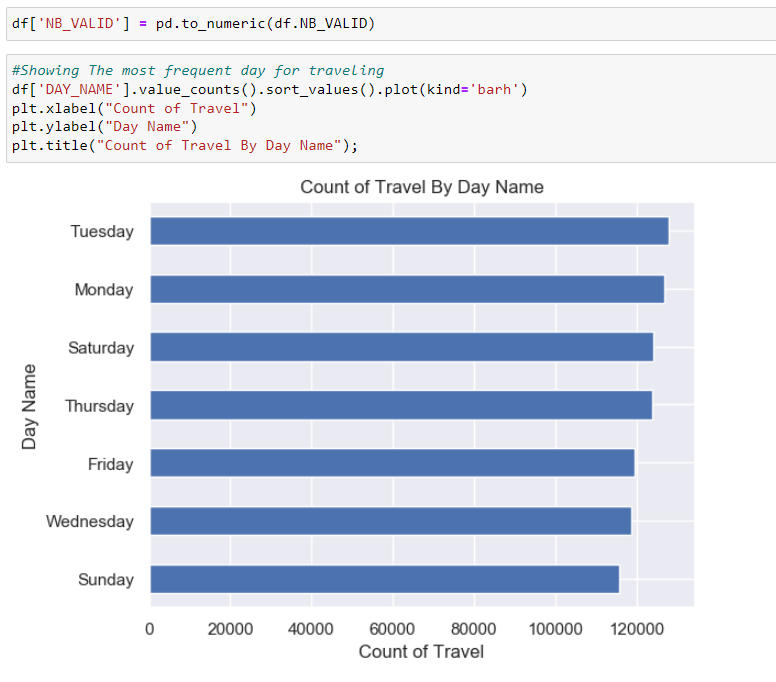 df['NB_VALID'] = pd.to_numeric(df.NB_VALID)
#Showing The most frequent day for traveling
df['DAY_NAME'].value_counts().sort_values().plot(kind='barh')
plt.xlabel("Count of Travel")
plt.ylabel("Day Name")
plt.title("Count of Travel By Day Name");
Count of Travel By Day Name
Day Name
Tuesday
Monday
Saturday
Thursday
Friday
Wednesday
Sunday
0 20000 40000 60000 80000 100000 120000
Count of Travel